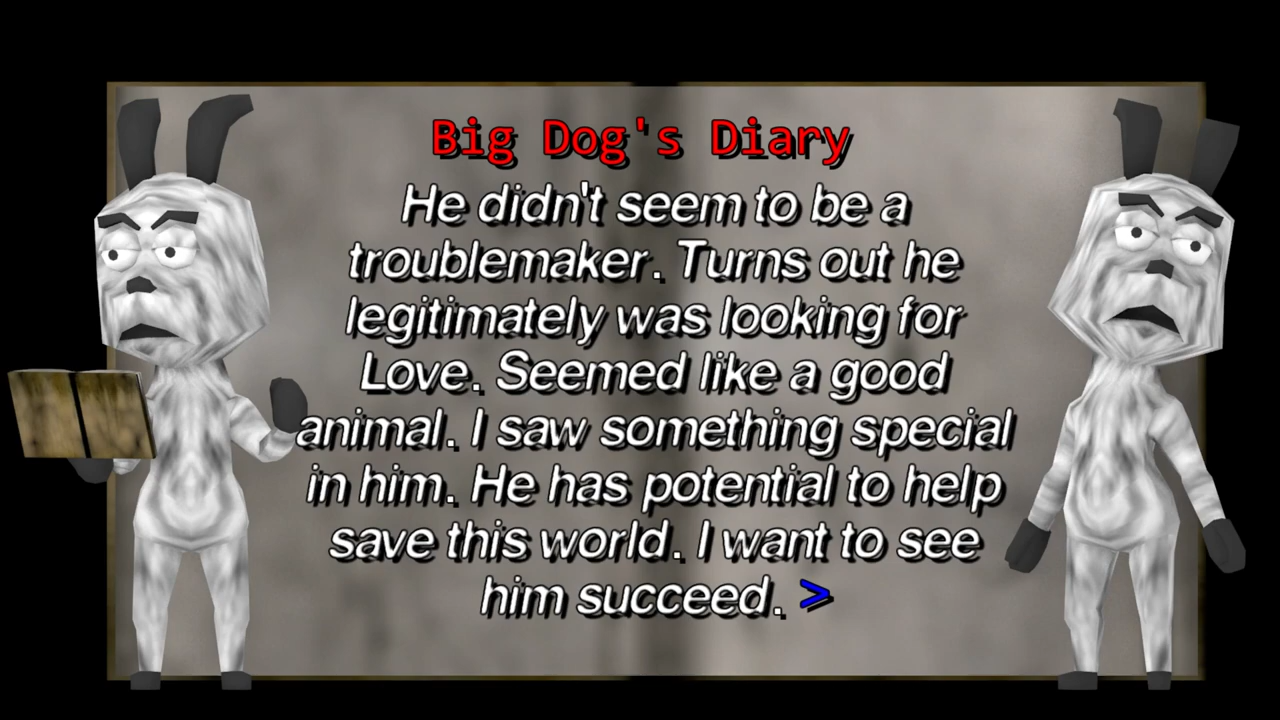 Big Dog's Diary
He didn't seem to be a
troublemaker. Turns out he
legitimately was looking for
Love. Seemed like a good
animal. I saw something special
in him. He has potential to help
save this world. I want to see
him succeed. >